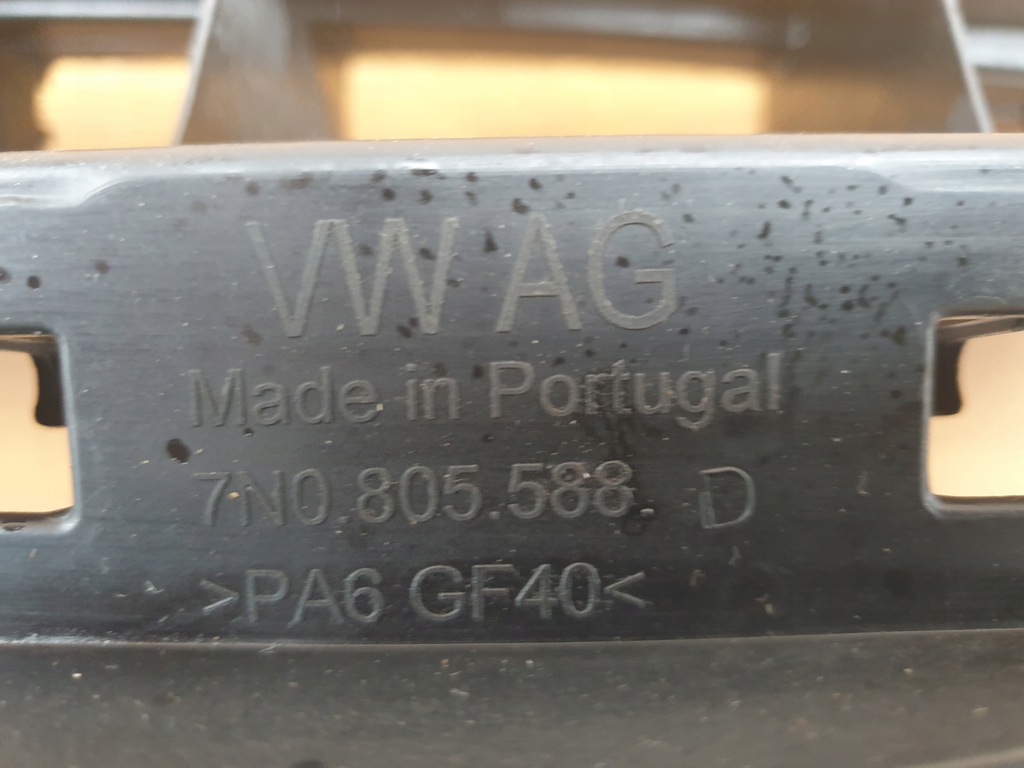 VW AG
Made in Portugal
7N0.805.588. D
>PA6 GF40<